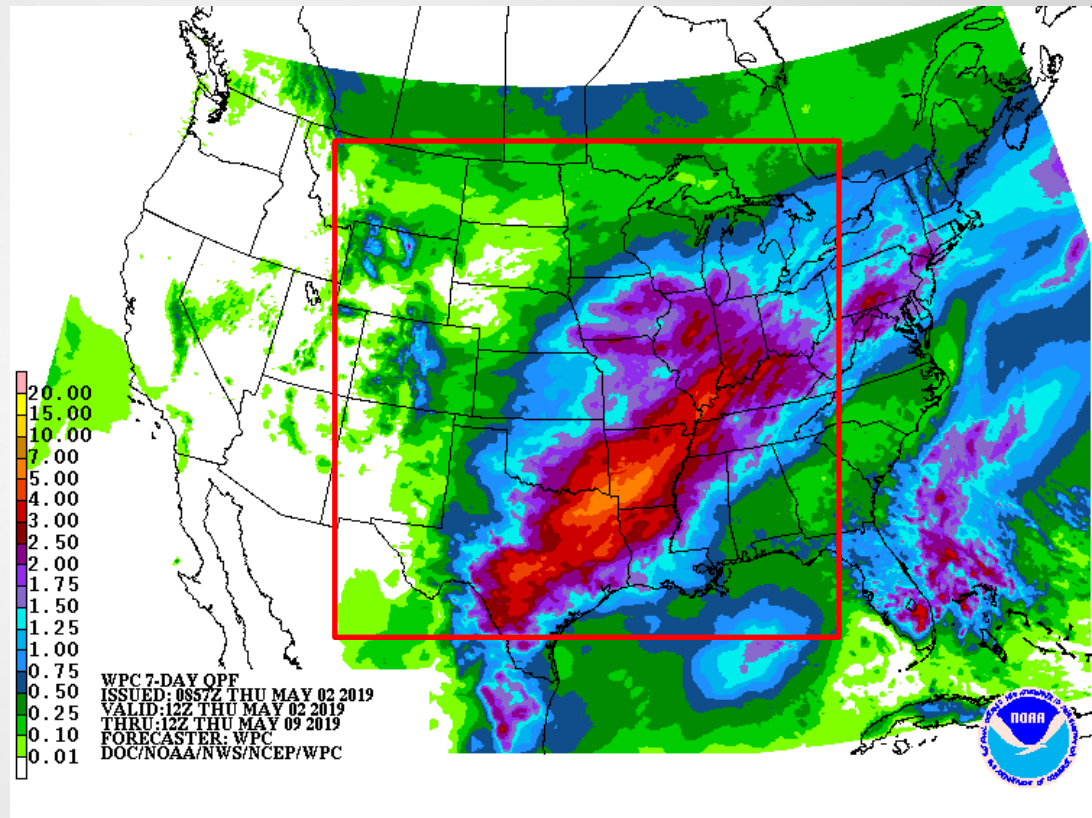 20.00
15.00
10.00
7.00
5.00
4.00
3.00
2.50
2.00
1.75
1.50
1.25
1.00
0.75
0.50
0.25
0.10
0.01
WPC 7-DAY QPF
ISSUED: 0857Z THU MAY 02 2019
VALID:12Z THU MAY 02 2019
THRU:12Z THU MAY 09 2019
FORECASTER: WPC
DOC/NOAA/NWS/NCEP/WPC
NOAA